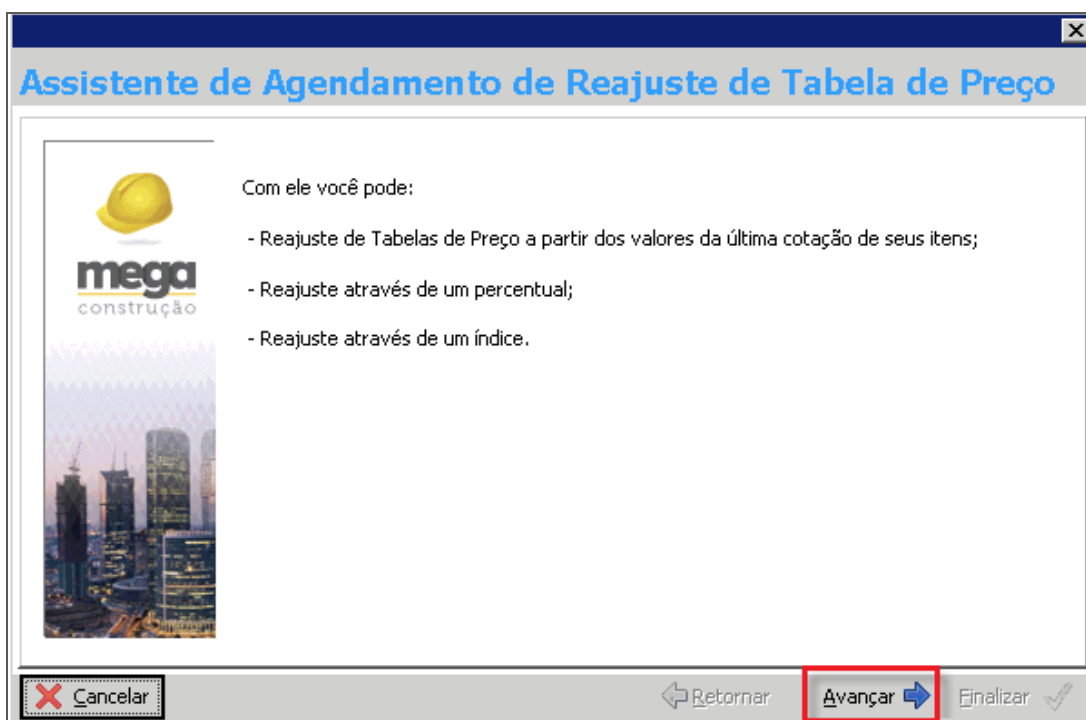 Assistente de Agendamento de Reajuste de Tabela de Preço
Com ele você pode:
- Reajuste de Tabelas de Preço a partir dos valores da última cotação de seus itens;
mega
construção
- Reajuste através de um percentual;
- Reajuste através de um índice.
Cancelar
Retornar
Avançar
Finalizar